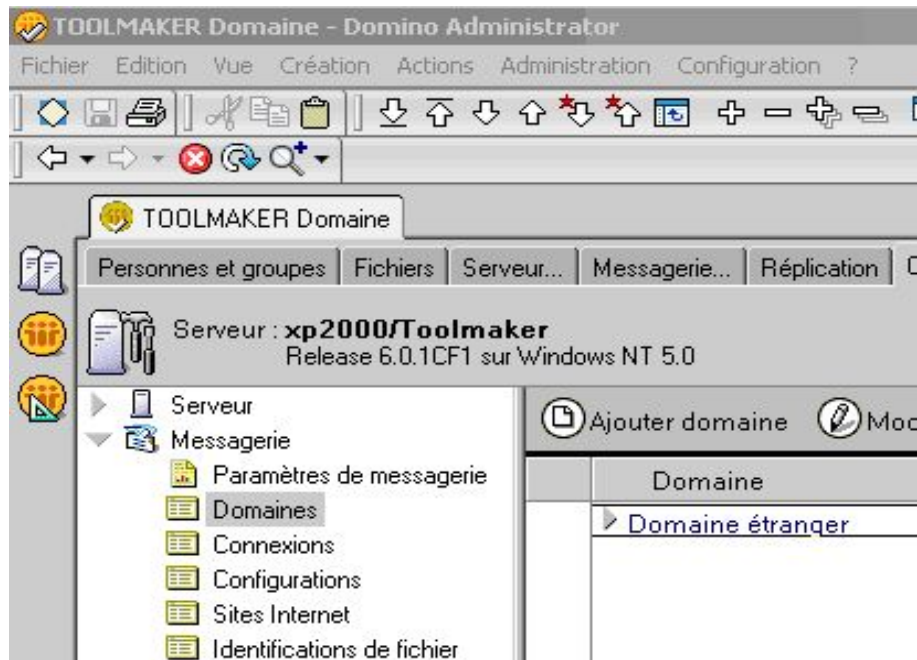 TOOLMAKER Domaine - Domino Administrator
Fichier Edition Vue Création Actions Administration Configuration ?
TOOLMAKER Domaine
Personnes et groupes Fichiers Serveur... Messagerie... Réplication
Serveur : xp2000/Toolmaker
Release 6.0.1CF1 sur Windows NT 5.0
Serveur
Messagerie
Paramètres de messagerie
Domaines
Connexions
Configurations
Sites Internet
Identifications de fichier
Ajouter domaine
Domaine
Domaine étranger